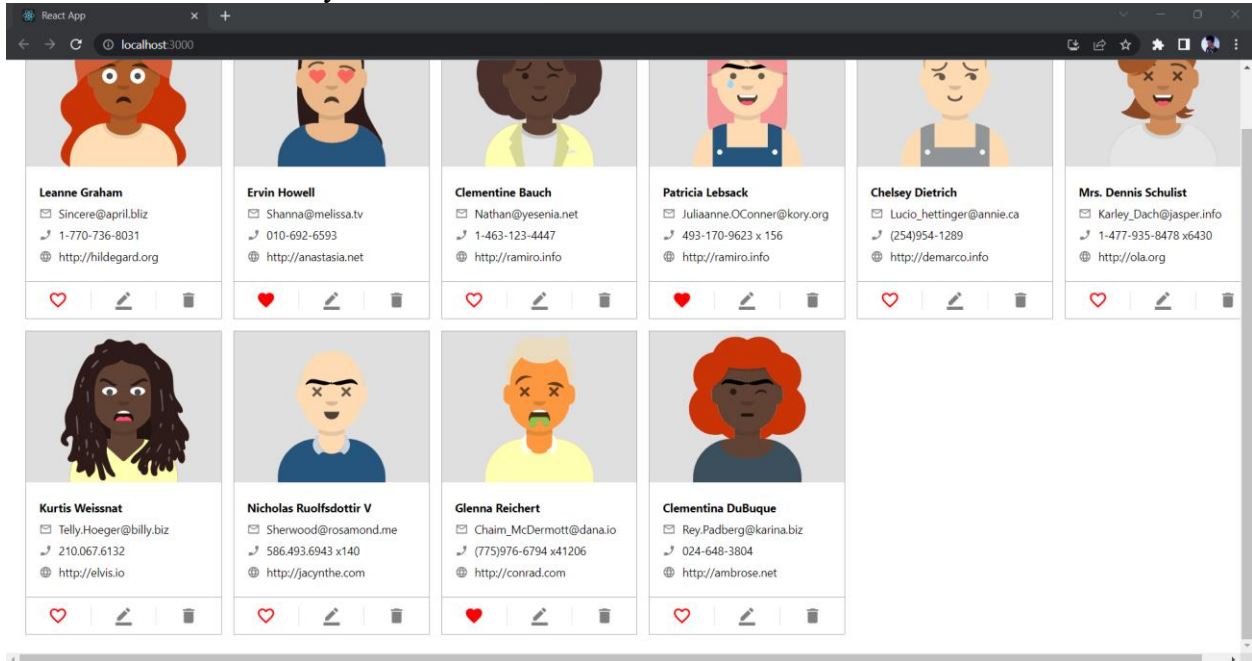 React App
localhost:3000
Leanne Graham
Sincere@april.bliz
1-770-736-8031
http://hildegard.org
Ervin Howell
Shanna@melissa.tv
010-692-6593
http://anastasia.net
Clementine Bauch
Nathan@yesenia.net
1-463-123-4447
http://ramiro.info
Patricia Lebsack
Juliaanne.OConner@kory.org
493-170-9623 x 156
http://ramiro.info
Chelsey Dietrich
Lucio_hettinger@annie.ca
(254)954-1289
http://demarco.info
Mrs. Dennis Schulist
Karley_Dach@jasper.info
1-477-935-8478 x6430
http://ola.org
Kurtis Weissnat
Telly.Hoeger@billy.biz
210.067.6132
http://elvis.io
Nicholas Ruolfsdottir V
Sherwood@rosamond.me
586.493.6943 x140
http://jacynthe.com
Glenna Reichert
Chaim_McDermott@dana.io
(775)976-6794 x41206
http://conrad.com
Clementina DuBuque
Rey.Padberg@karina.biz
024-648-3804
http://ambrose.net